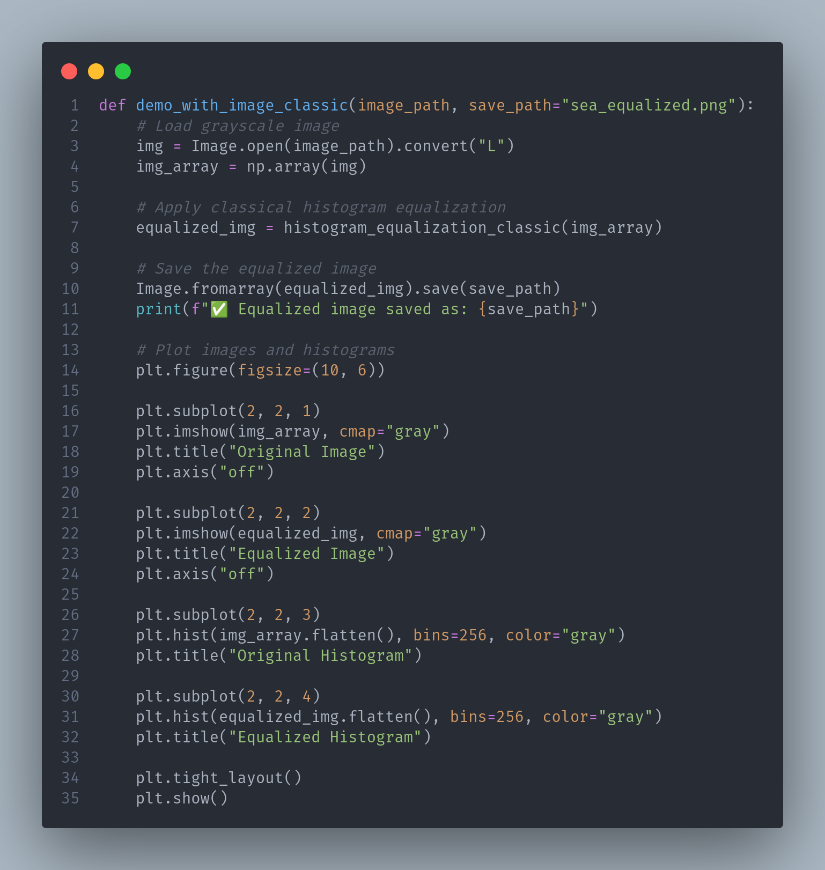 1 def demo_with_image_classic(image_path, save_path="sea_equalized.png"):
2     # Load grayscale image
3     img = Image.open(image_path).convert("L")
4     img_array = np.array(img)
5
6     # Apply classical histogram equalization
7     equalized_img = histogram_equalization_classic(img_array)
8
9     # Save the equalized image
10     Image.fromarray(equalized_img).save(save_path)
11     print(f"✅ Equalized image saved as: {save_path}")
12
13     # Plot images and histograms
14     plt.figure(figsize=(10, 6))
15
16     plt.subplot(2, 2, 1)
17     plt.imshow(img_array, cmap="gray")
18     plt.title("Original Image")
19     plt.axis("off")
20
21     plt.subplot(2, 2, 2)
22     plt.imshow(equalized_img, cmap="gray")
23     plt.title("Equalized Image")
24     plt.axis("off")
25
26     plt.subplot(2, 2, 3)
27     plt.hist(img_array.flatten(), bins=256, color="gray")
28     plt.title("Original Histogram")
29
30     plt.subplot(2, 2, 4)
31     plt.hist(equalized_img.flatten(), bins=256, color="gray")
32     plt.title("Equalized Histogram")
33
34     plt.tight_layout()
35     plt.show()